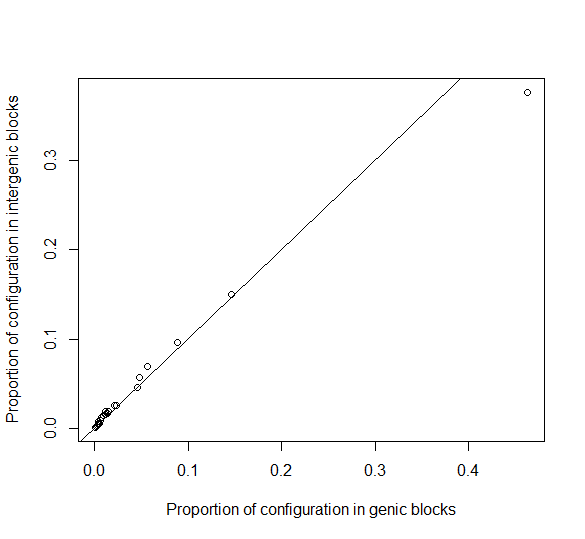 Proportion of configuration in intergenic blocks
0.3
0.2
0.1
0.0
0.0 0.1 0.2 0.3 0.4
Proportion of configuration in genic blocks